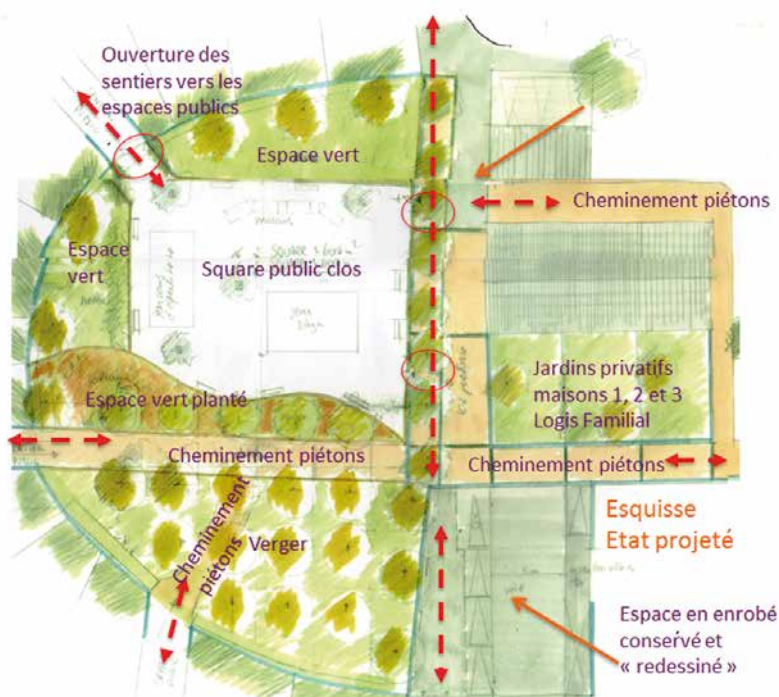 Ouverture des
sentiers vers les
espaces publics
Espace vert
Cheminement piétons
Espace
vert
Square public clos
Jardins privatifs
maisons 1, 2 et 3
Logis Familial
Espace vert planté
Cheminement piétons
Cheminement piétons
Cheminement
piétons
Verger
Esquisse
Etat projeté
Espace en enrobé
conservé et
« redessiné »